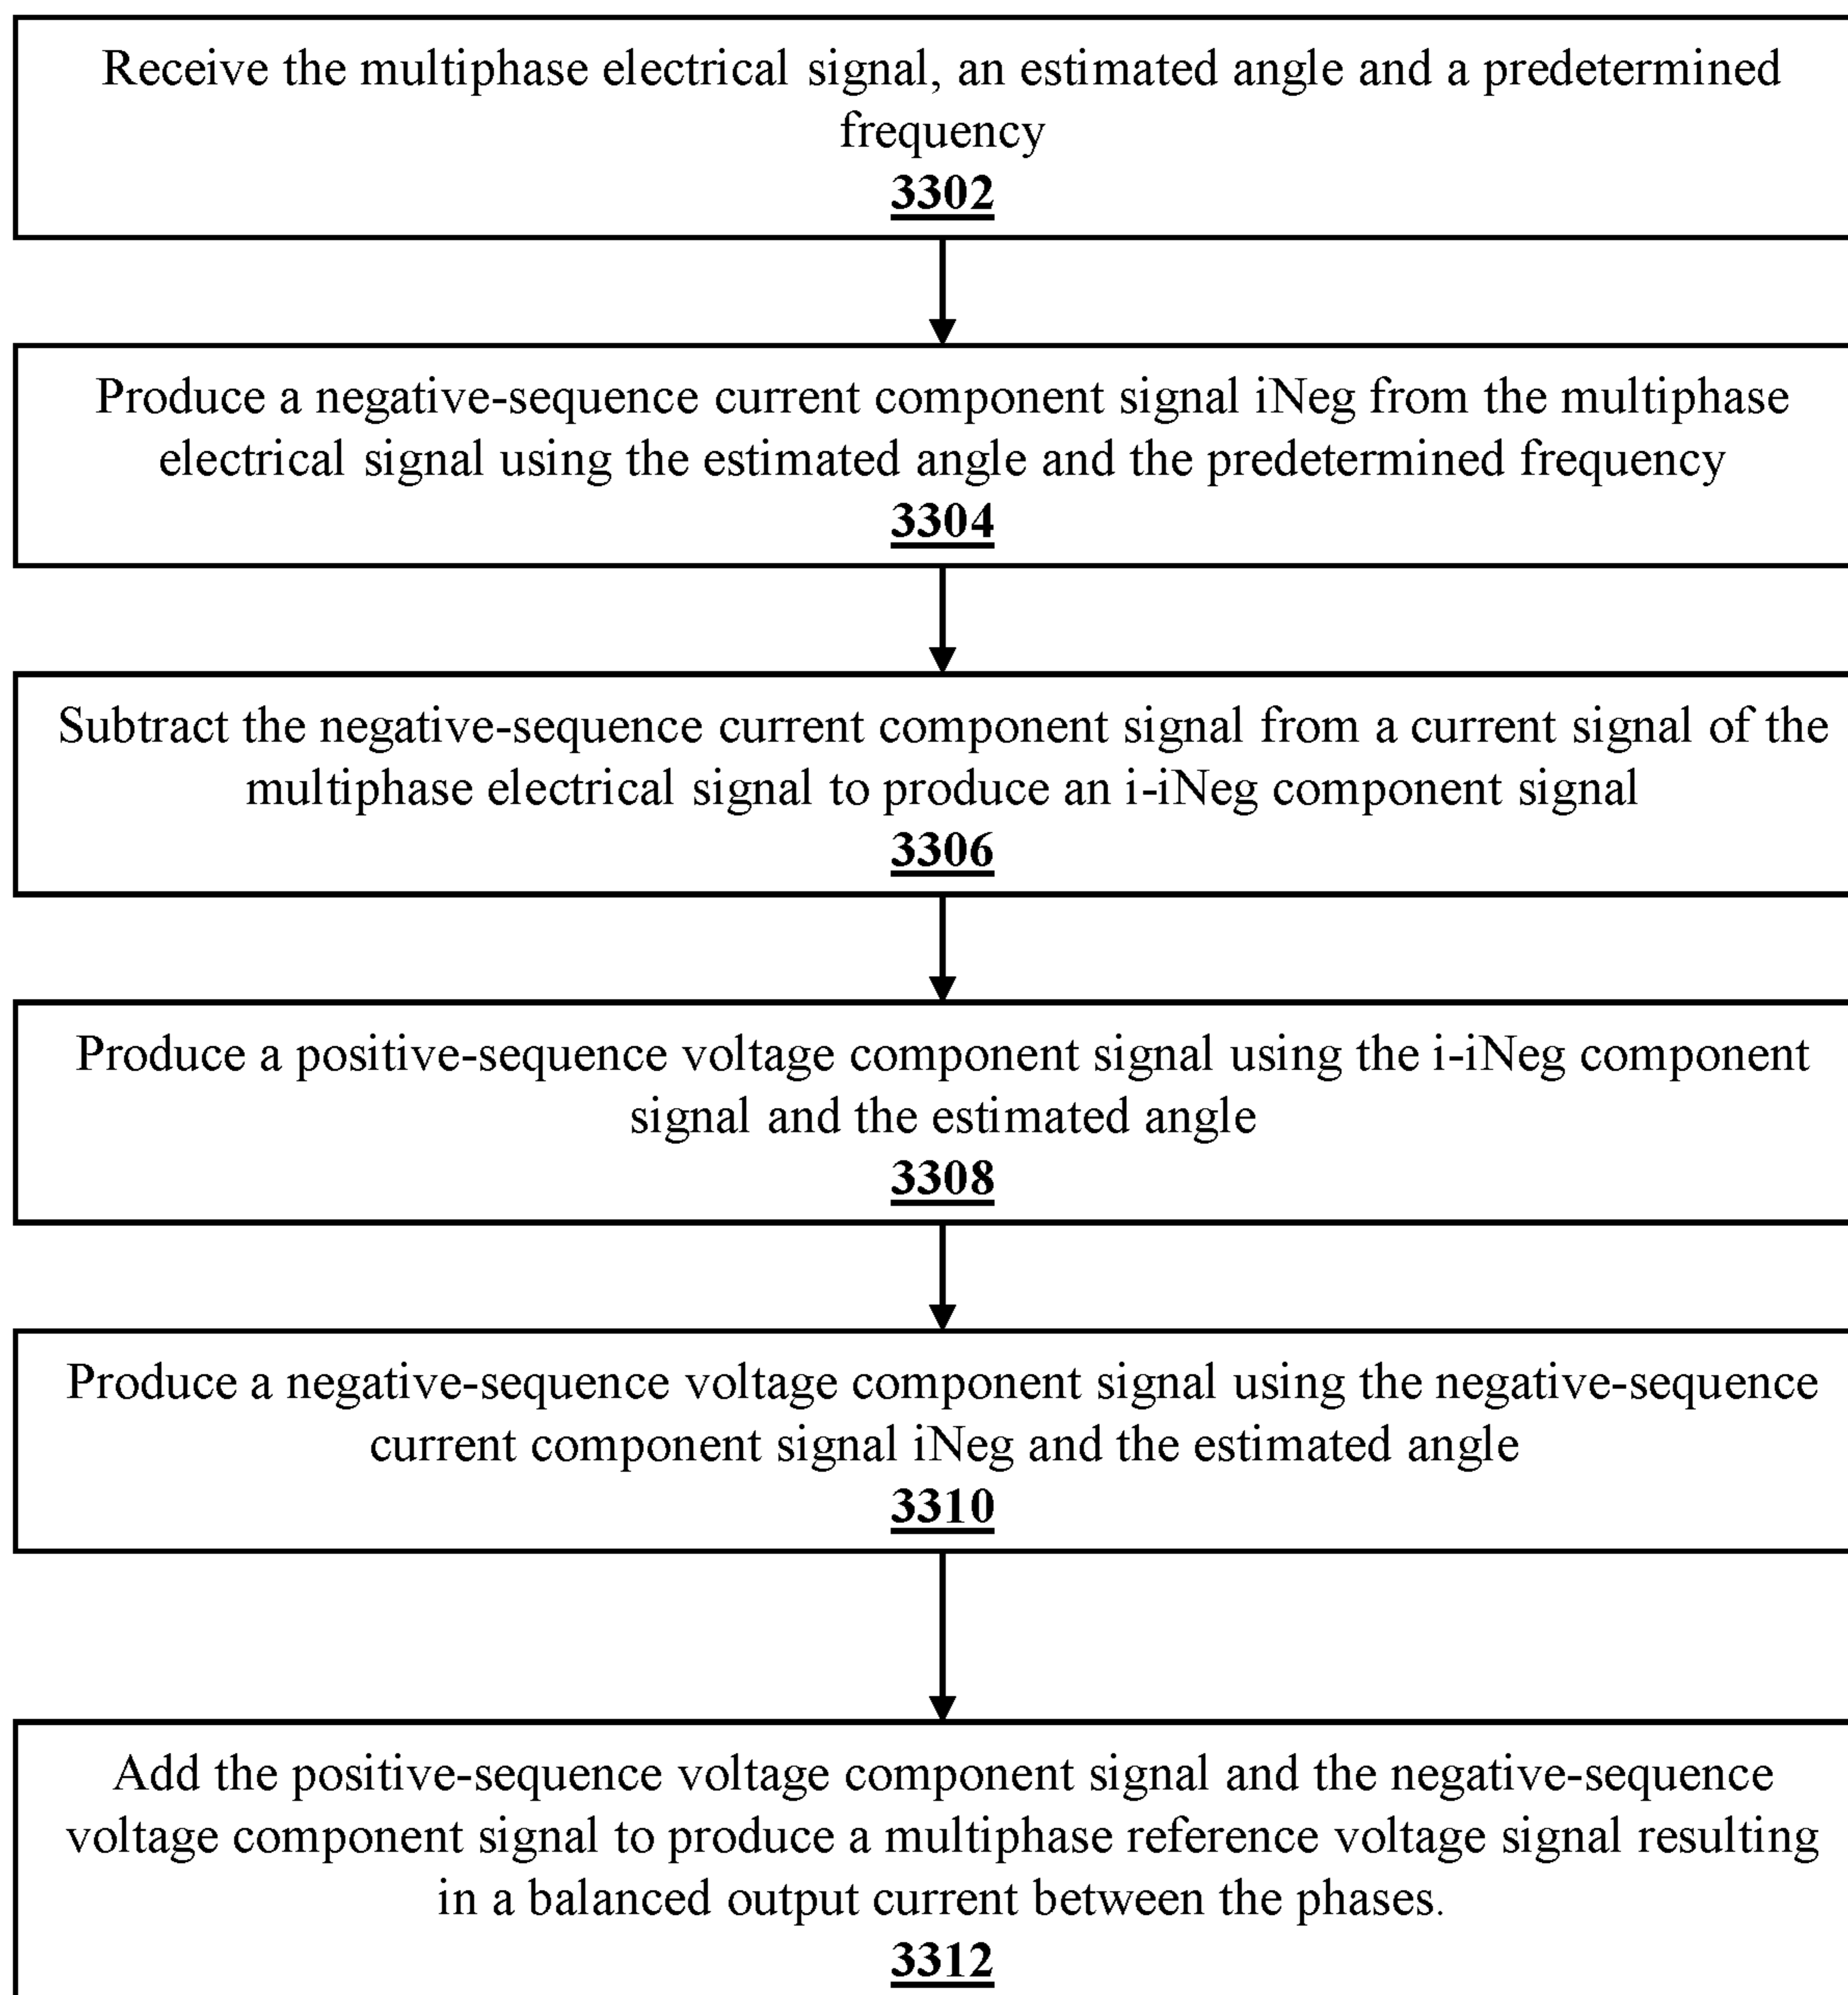 Receive the multiphase electrical signal, an estimated angle and a predetermined
frequency
3302
Produce a negative-sequence current component signal iNeg from the multiphase
electrical signal using the estimated angle and the predetermined frequency
3304
Subtract the negative-sequence current component signal from a current signal of the
multiphase electrical signal to produce an i-iNeg component signal
3306
Produce a positive-sequence voltage component signal using the i-iNeg component
signal and the estimated angle
3308
Produce a negative-sequence voltage component signal using the negative-sequence
current component signal iNeg and the estimated angle
3310
Add the positive-sequence voltage component signal and the negative-sequence
voltage component signal to produce a multiphase reference voltage signal resulting
in a balanced output current between the phases.
3312